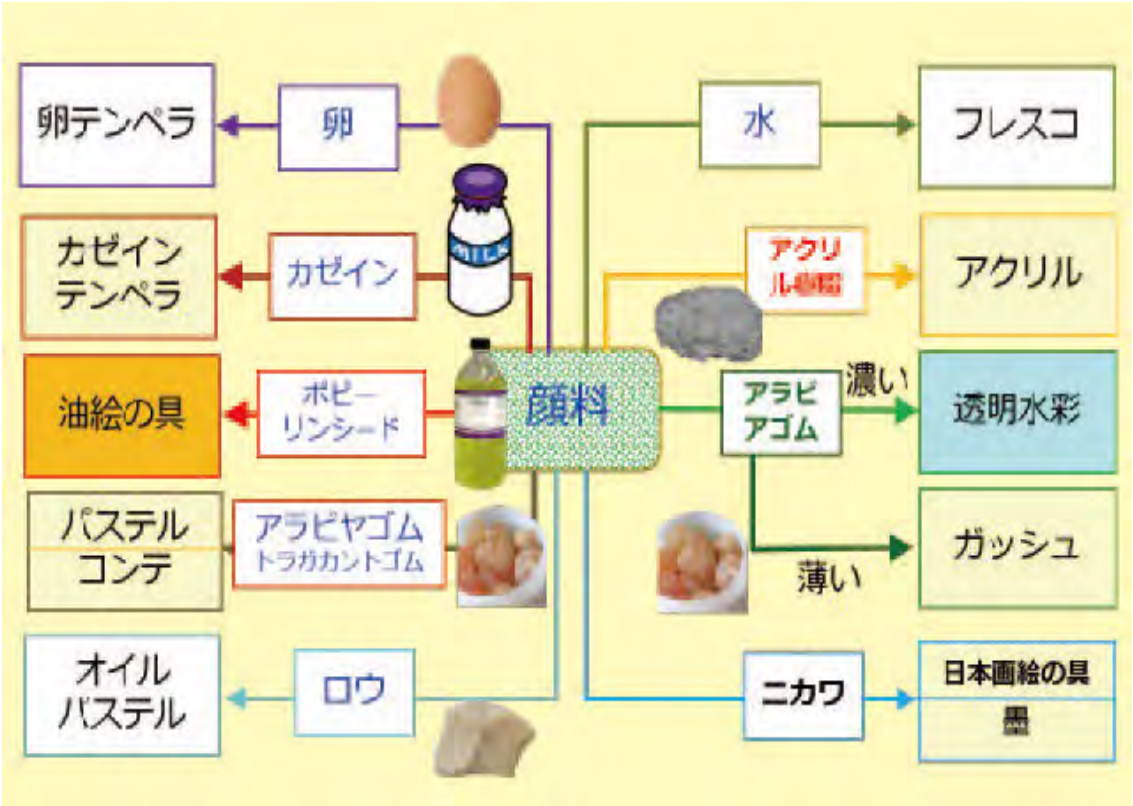 卵テンペラ
卵
水
フレスコ
カゼイン
テンペラ
カゼイン
MILK
アクリ
ル樹脂
アクリル
油絵の具
ポピー
リンシード
顔料
アラビ
アゴム
濃い
透明水彩
パステル
コンテ
アラビヤゴム
トラガカントゴム
薄い
ガッシュ
オイル
パステル
ロウ
ニカワ
日本画絵の具
墨